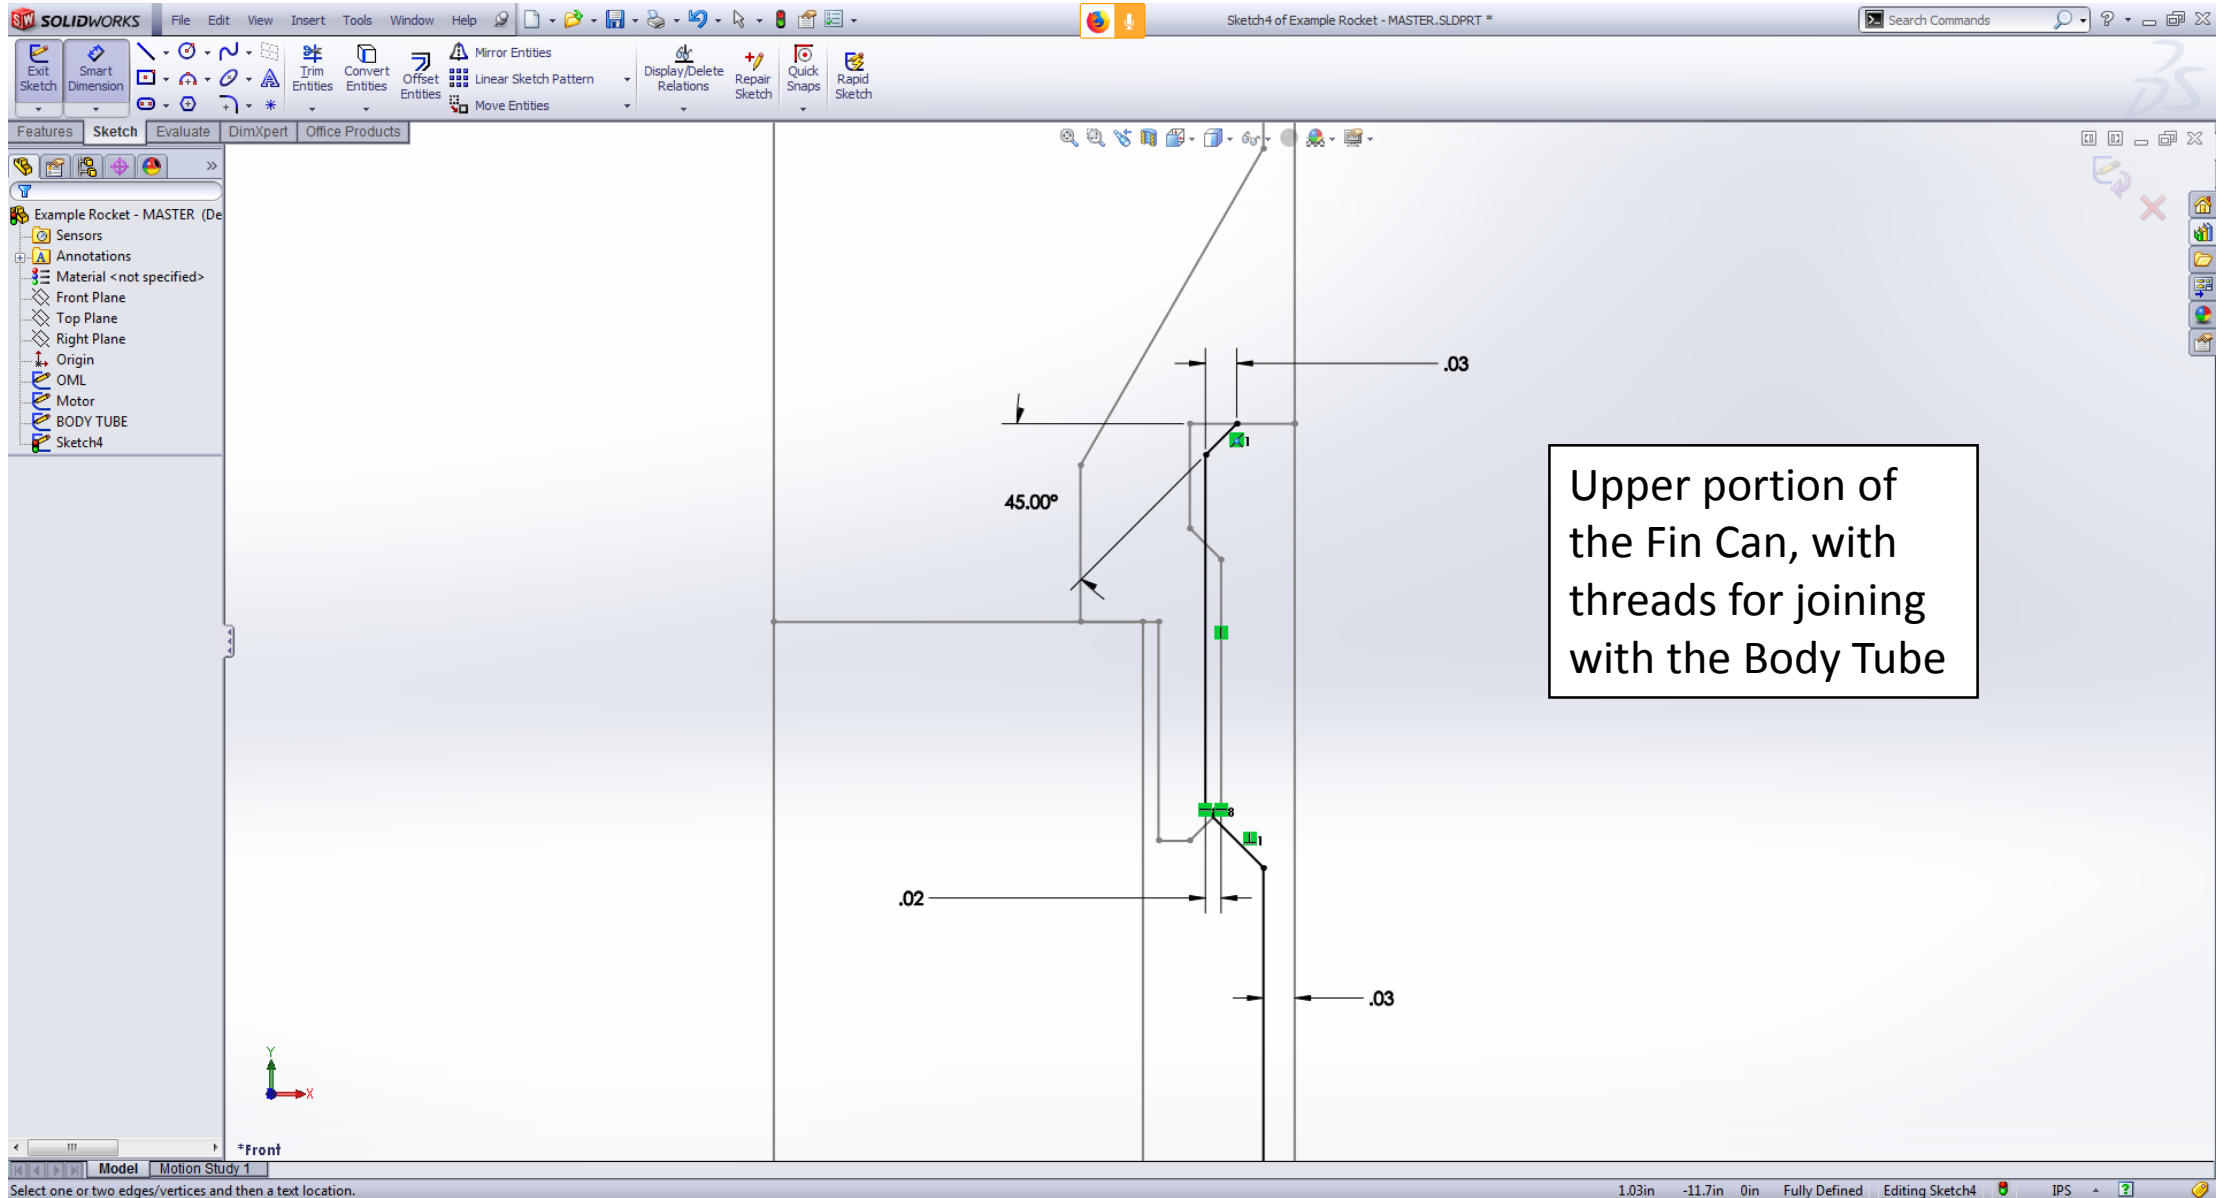 SOLIDWORKS File Edit View Insert Tools Window Help Sketch4 of Example Rocket - MASTER.SLDPRT * Search Commands
Exit Sketch
Smart Dimension
Trim Entities
Convert Entities
Offset Entities
Mirror Entities
Linear Sketch Pattern
Move Entities
Display/Delete Relations
Repair Sketch
Quick Snaps
Rapid Sketch
Features Sketch Evaluate DimXpert Office Products
Example Rocket - MASTER (De
Sensors
Annotations
Material <not specified>
Front Plane
Top Plane
Right Plane
Origin
OML
Motor
BODY TUBE
Sketch4
.03
1
45.00°
8
1
.02
.03
Upper portion of
the Fin Can, with
threads for joining
with the Body Tube
Y
X
*Front
Model Motion Study 1
Select one or two edges/vertices and then a text location. 1.03in -11.7in 0in Fully Defined Editing Sketch4 IPS